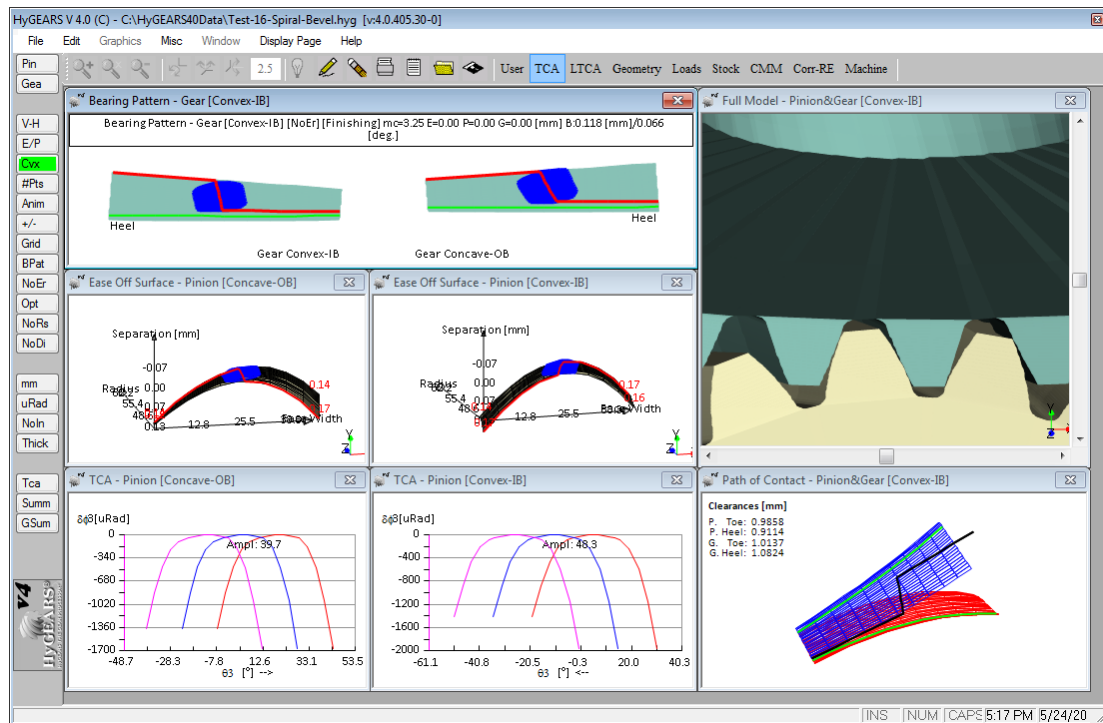 HyGEARS V 4.0 (C) - C:\HyGEARS40Data\Test-16-Spiral-Bevel.hyg [v:4.0.405.30-0]
File Edit Graphics Misc Window Display Page Help
Pin
Gea
2.5 User TCA LTCA Geometry Loads Stock CMM Corr-RE Machine
V-H
E/P
Cvx
#Pts
Anim
+/-
Grid
BPat
NoEr
Opt
NoRs
NoDi
mm
uRad
NoIn
Thick
Tca
Summ
GSum
v4
HyGEARS®
Bearing Pattern - Gear [Convex-IB]
Bearing Pattern - Gear [Convex-IB] [NoEr] [Finishing] mc=3.25 E=0.00 P=0.00 G=0.00 [mm] B:0.118 [mm]/0.066
[deg.]
Heel
Heel
Gear Convex-IB Gear Concave-OB
Full Model - Pinion&Gear [Convex-IB]
Y
Ease Off Surface - Pinion [Concave-OB]
Separation [mm]
-0.07
0.00
0.07
Radius
55.4
48.6
0.13
12.8
25.5
0.14
0.17
Y
Z
Ease Off Surface - Pinion [Convex-IB]
Separation [mm]
-0.07
0.00
Radius
55.4
48.6
12.8
25.5
0.17
0.16
Y
Z
TCA - Pinion [Concave-OB]
δϕ3[uRad]
Ampl: 39.7
0
-340
-680
-1020
-1360
-1700
-48.7 -28.3 -7.8 12.6 33.1 53.5
θ3 [°] -->
TCA - Pinion [Convex-IB]
δϕ3[uRad]
Ampl: 48.3
0
-400
-800
-1200
-1600
-2000
-61.1 -40.8 -20.5 -0.3 20.0 40.3
θ3 [°] <--
Path of Contact - Pinion&Gear [Convex-IB]
Clearances [mm]
P. Toe: 0.9858
P. Heel: 0.9114
G. Toe: 1.0137
G. Heel: 1.0824
INS NUM CAPS 5:17 PM 5/24/20